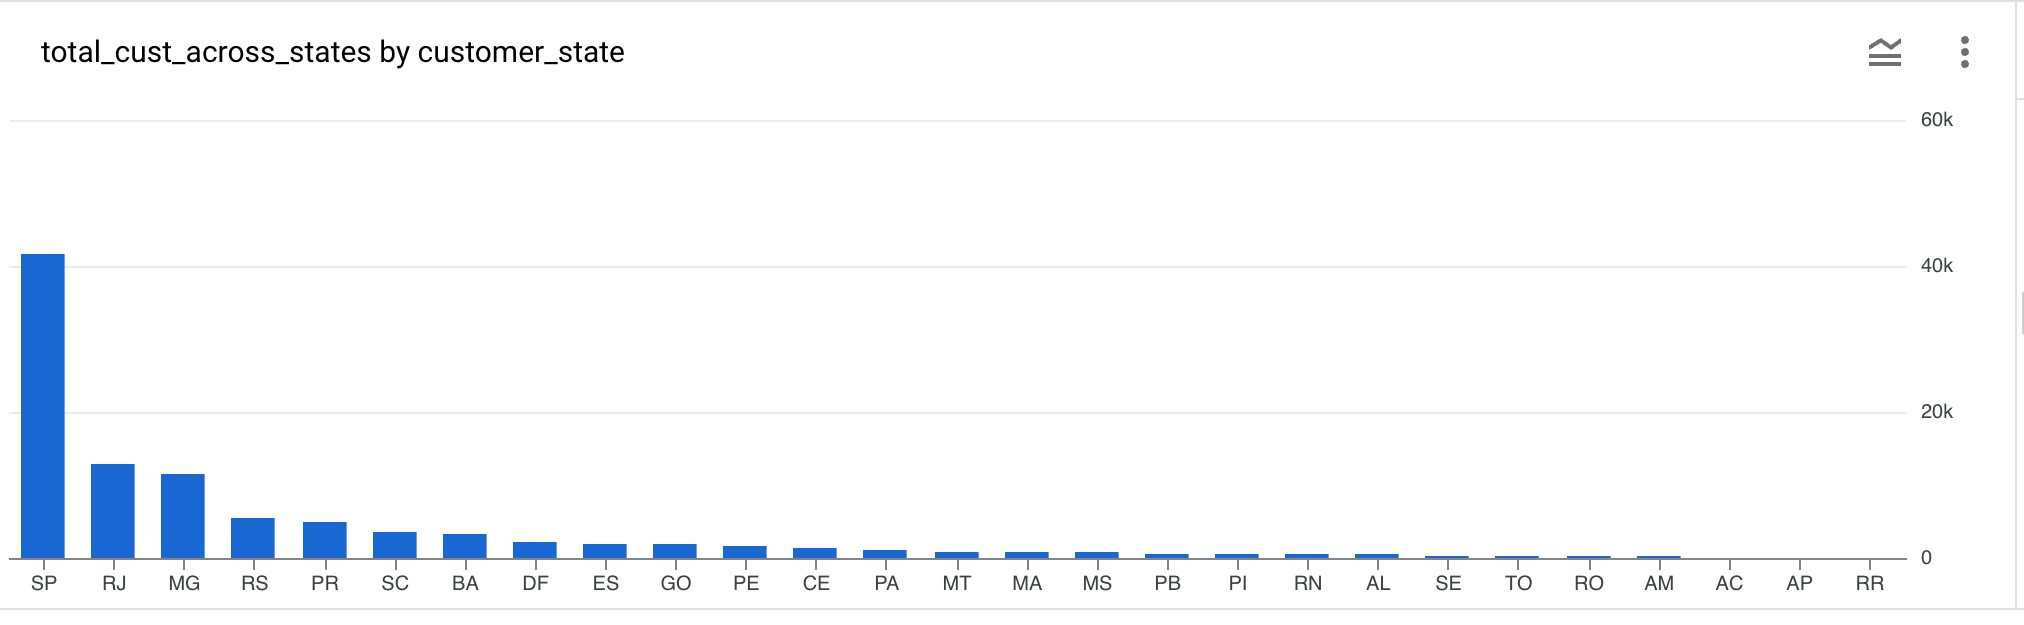 total_cust_across_states by customer_state
60k
40k
20k
0
SP RJ MG RS PR SC BA DF ES GO PE CE PA MT MA MS PB PI RN AL SE TO RO AM AC AP RR